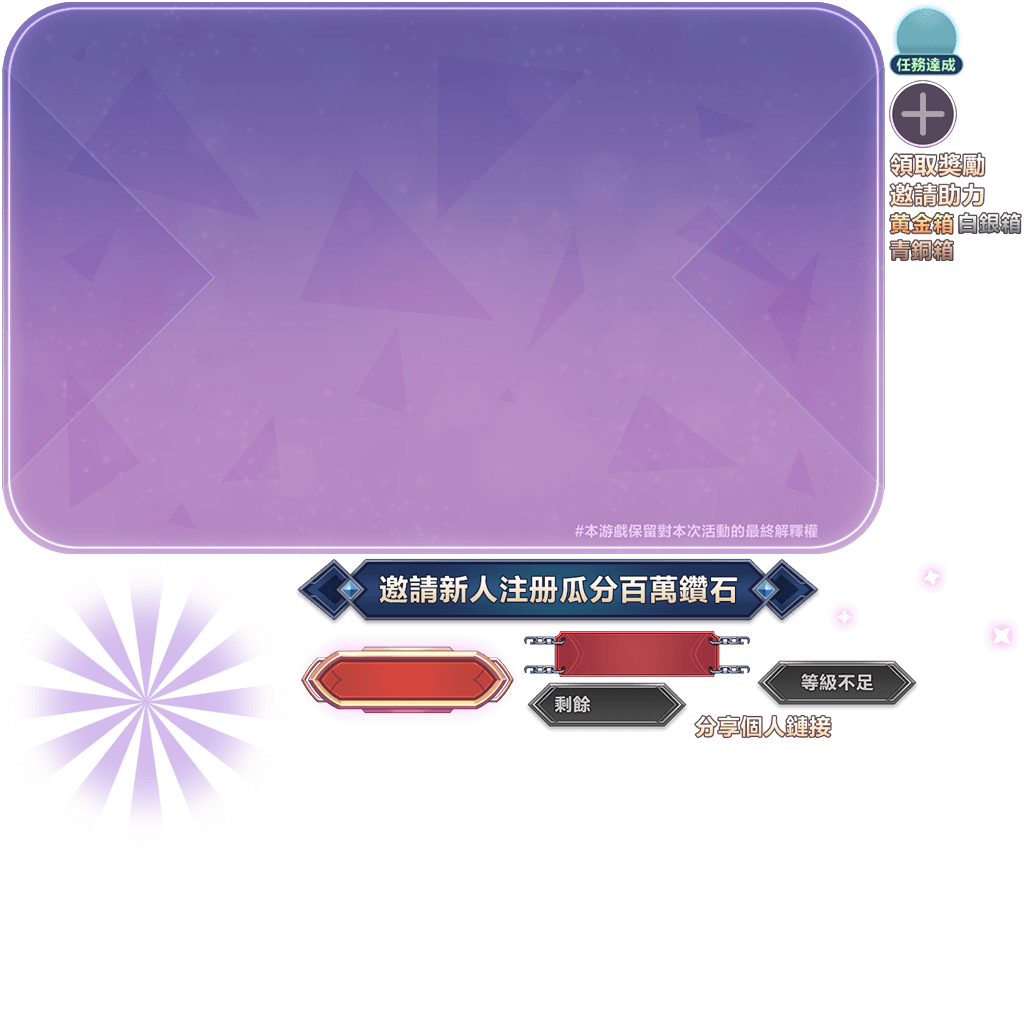 任務達成
領取獎勵
邀請助力
黄金箱 白銀箱
青銅箱
#本游戲保留對本次活動的最終解釋權
邀請新人注册瓜分百萬鑽石
等級不足
剩餘
分享個人鏈接